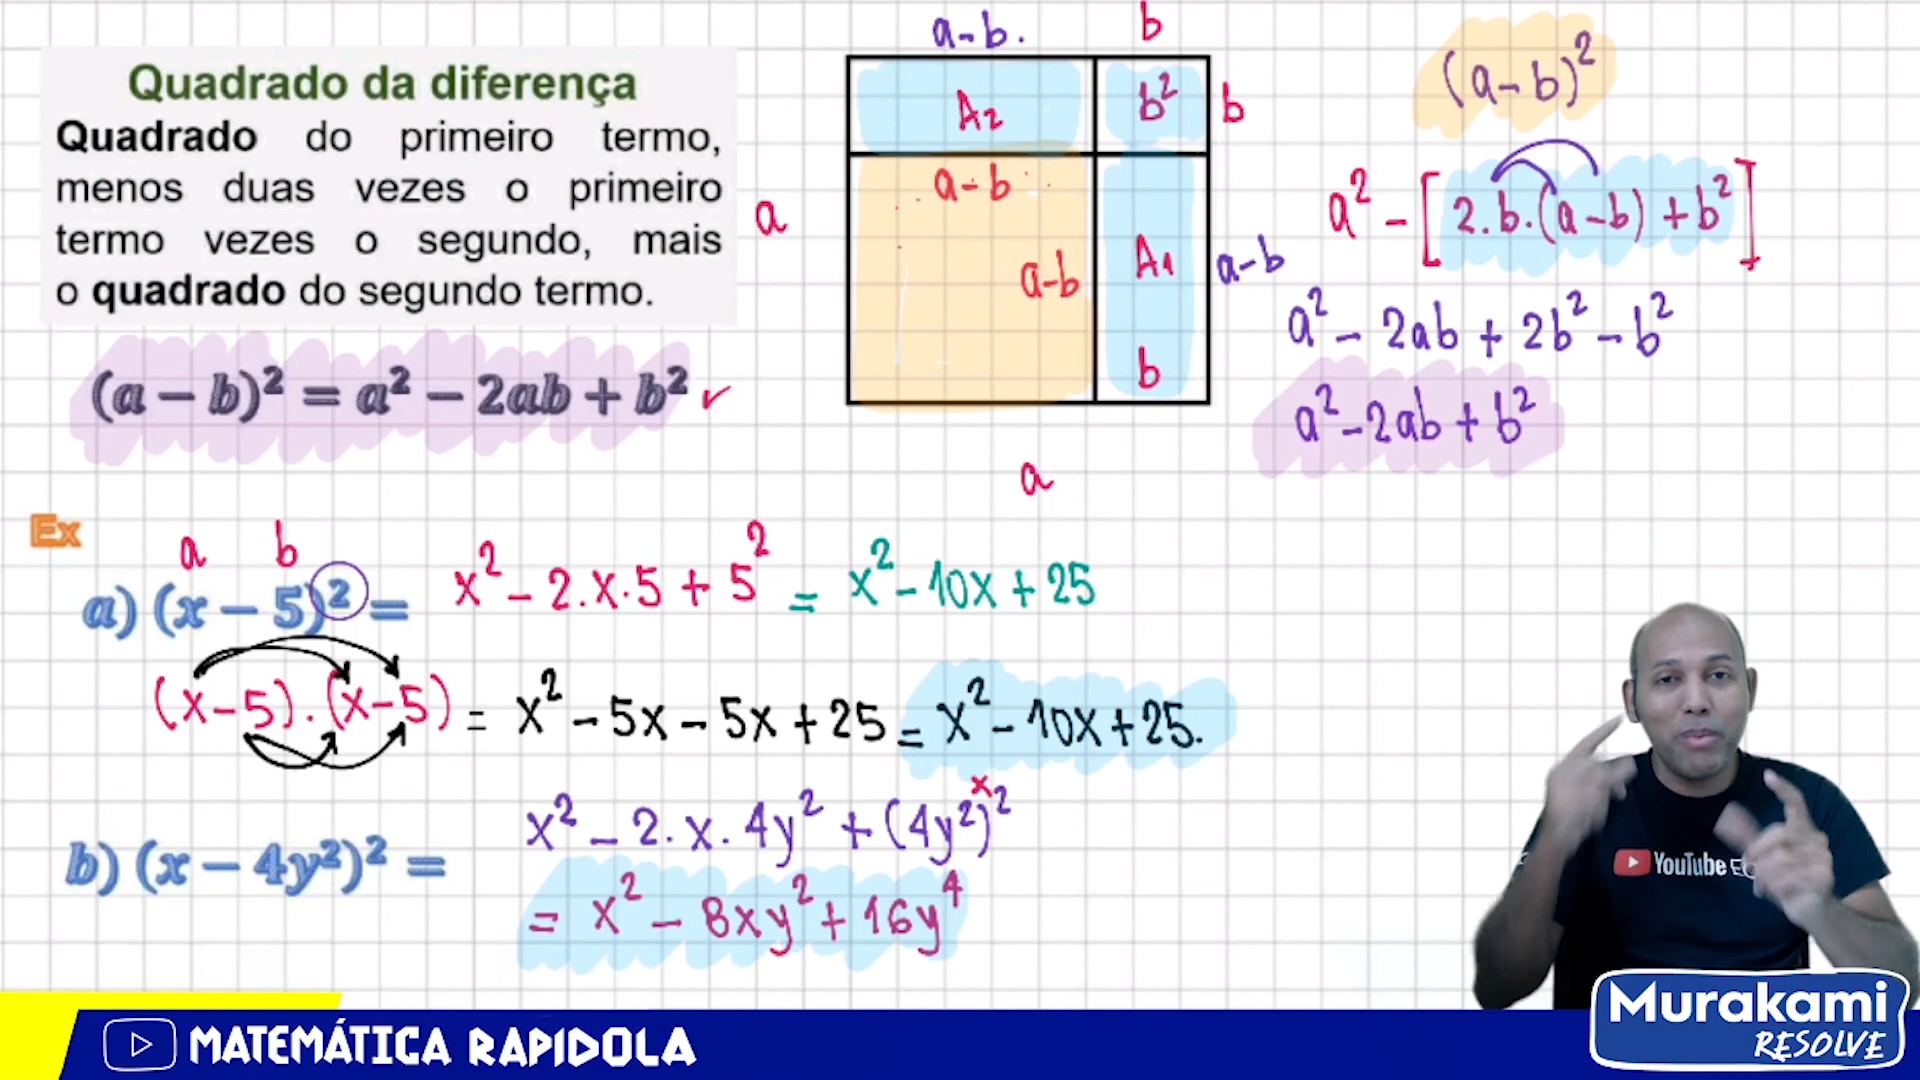 Quadrado da diferença
Quadrado do primeiro termo,
menos duas vezes o primeiro
termo vezes o segundo, mais
o quadrado do segundo termo.
(a − b)² = a² − 2ab + b² ✓
a-b. b
A₂ b² b
a a-b
a-b A₁ a-b
b
a
(a-b)²
a² - [2.b.(a-b) + b²]
a² - 2ab + 2b² - b²
a² - 2ab + b²
Ex
a b
a) (x − 5)² = x² - 2.x.5 + 5² = x² - 10x + 25
(x-5).(x-5) = x² - 5x - 5x + 25 = x² - 10x + 25.
b) (x − 4y²)² = x² - 2.x.4y² + (4y²)ˣ²
= x² - 8xy² + 16y⁴
YouTube
MATEMÁTICA RAPIDOLA
Murakami
RESOLVE